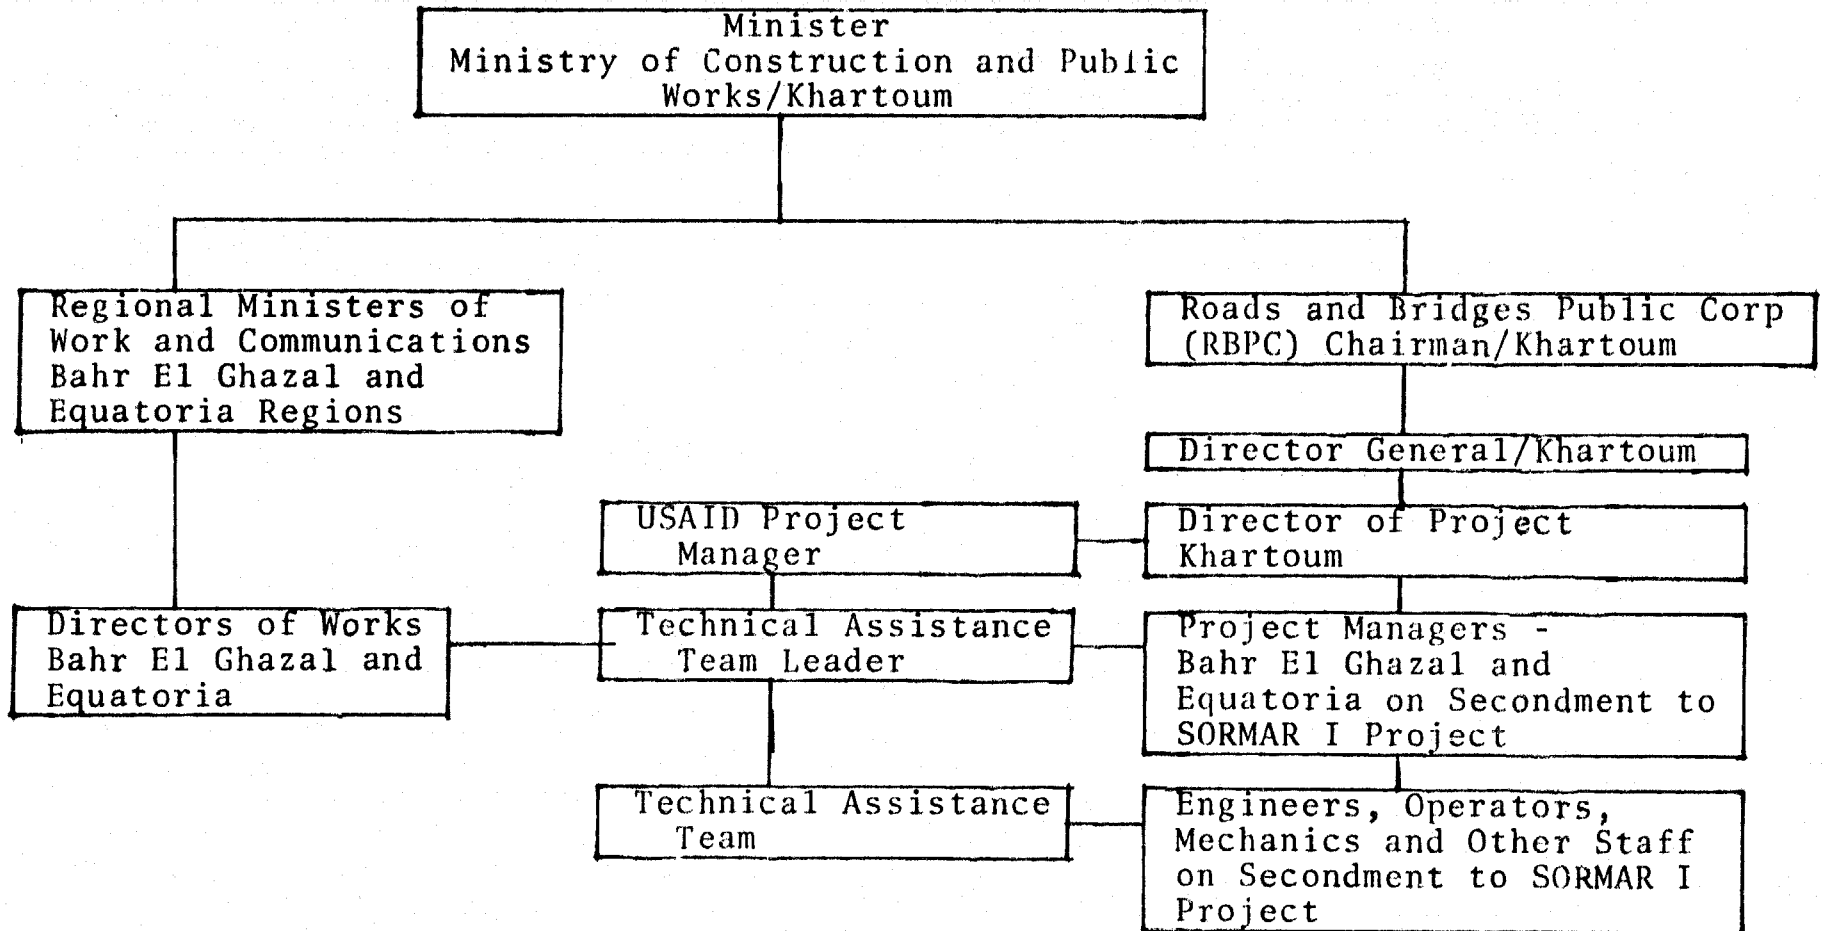 Minister
Ministry of Construction and Public
Works/Khartoum
Regional Ministers of
Work and Communications
Bahr El Ghazal and
Equatoria Regions
Roads and Bridges Public Corp
(RBPC) Chairman/Khartoum
Director General/Khartoum
USAID Project
Manager
Director of Project
Khartoum
Directors of Works
Bahr El Ghazal and
Equatoria
Technical Assistance
Team Leader
Project Managers -
Bahr El Ghazal and
Equatoria on Secondment to
SORMAR I Project
Technical Assistance
Team
Engineers, Operators,
Mechanics and Other Staff
on Secondment to SORMAR I
Project